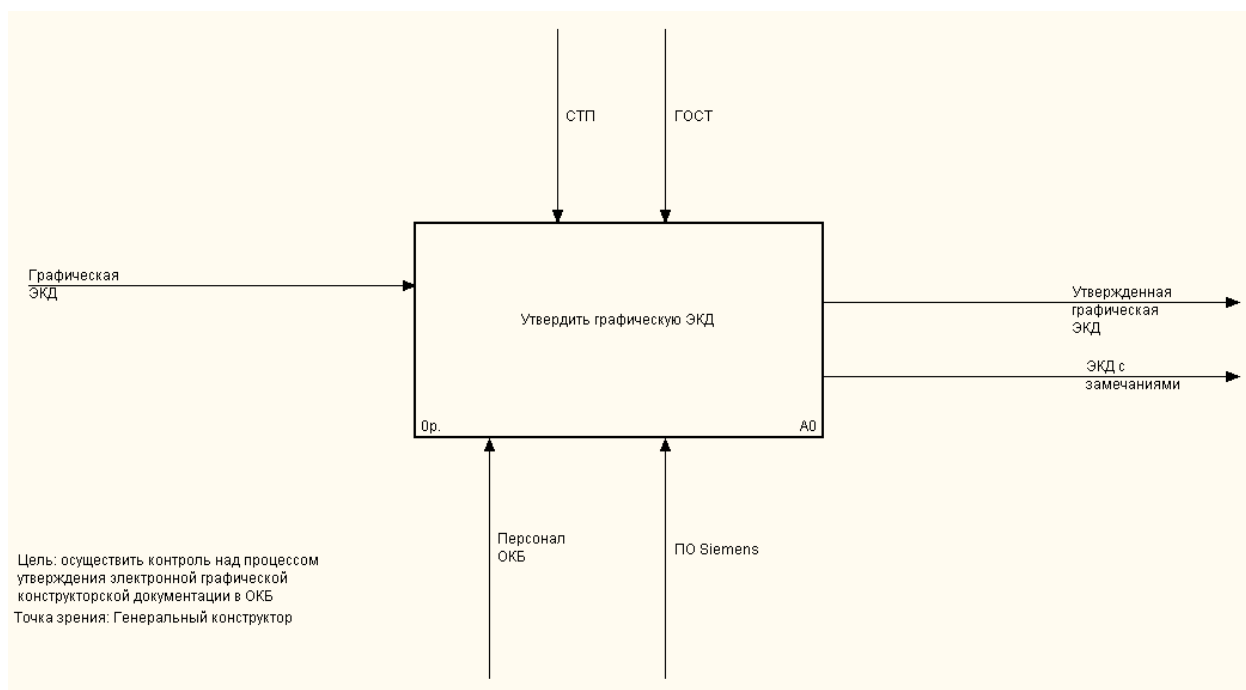 СТП
ГОСТ
Графическая
ЭКД
Утвержденная
графическая
ЭКД
Утвердить графическую ЭКД
ЭКД с
замечаниями
0р.
A0
Персонал
ОКБ
ПО Siemens
Цель: осуществить контроль над процессом
утверждения электронной графической
конструкторской документации в ОКБ
Точка зрения: Генеральный конструктор